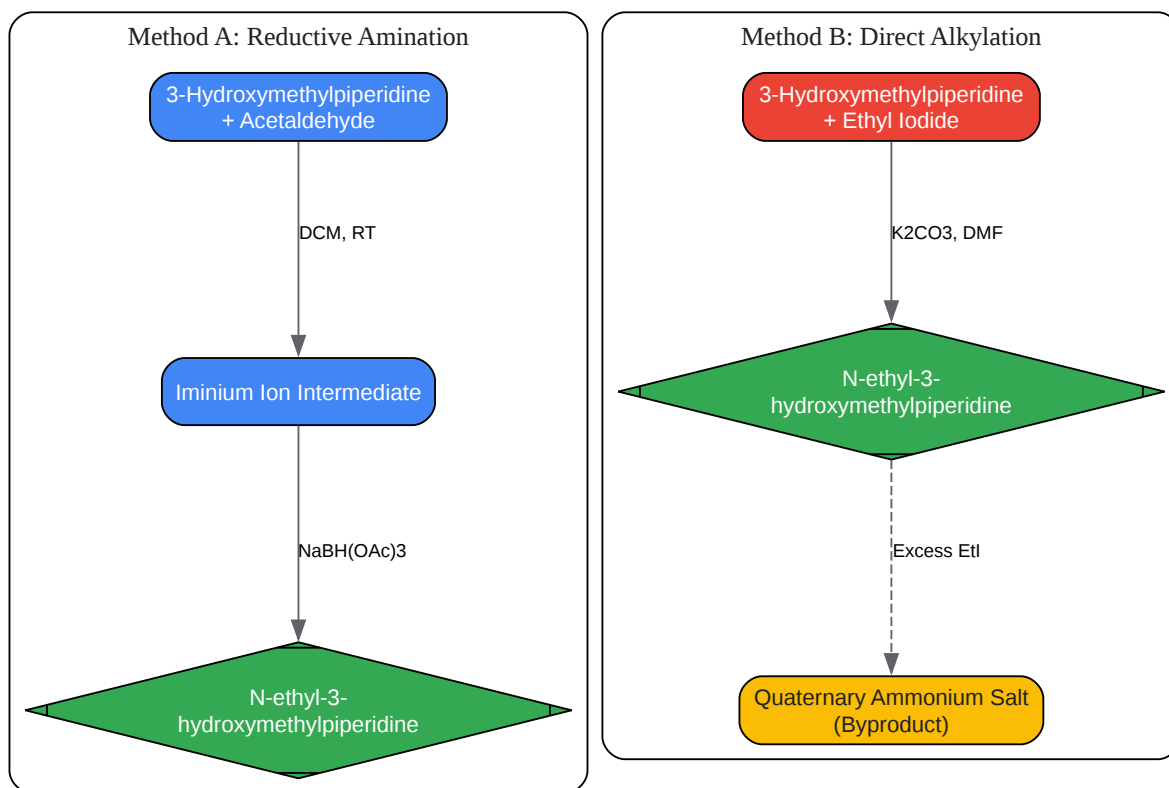 Method A: Reductive Amination
3-Hydroxymethylpiperidine
+ Acetaldehyde
DCM, RT
Iminium Ion Intermediate
NaBH(OAc)3
N-ethyl-3-
hydroxymethylpiperidine
Method B: Direct Alkylation
3-Hydroxymethylpiperidine
+ Ethyl Iodide
K2CO3, DMF
N-ethyl-3-
hydroxymethylpiperidine
Excess EtI
Quaternary Ammonium Salt
(Byproduct)